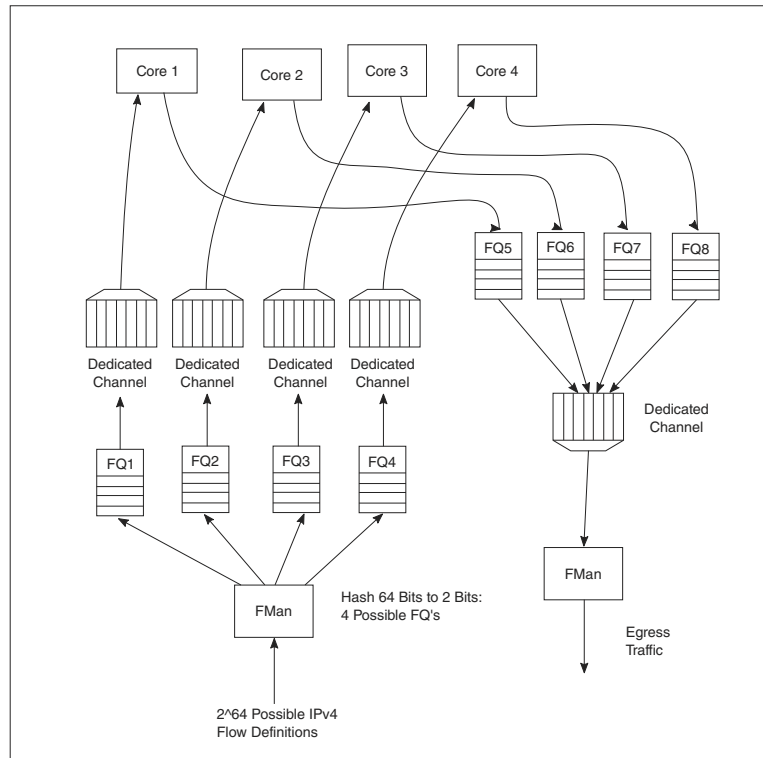 Core 1
Core 2
Core 3
Core 4
FQ5
FQ6
FQ7
FQ8
Dedicated
Channel
Dedicated
Channel
Dedicated
Channel
Dedicated
Channel
Dedicated
Channel
FQ1
FQ2
FQ3
FQ4
FMan
Hash 64 Bits to 2 Bits:
4 Possible FQ's
FMan
Egress
Traffic
2^64 Possible IPv4
Flow Definitions